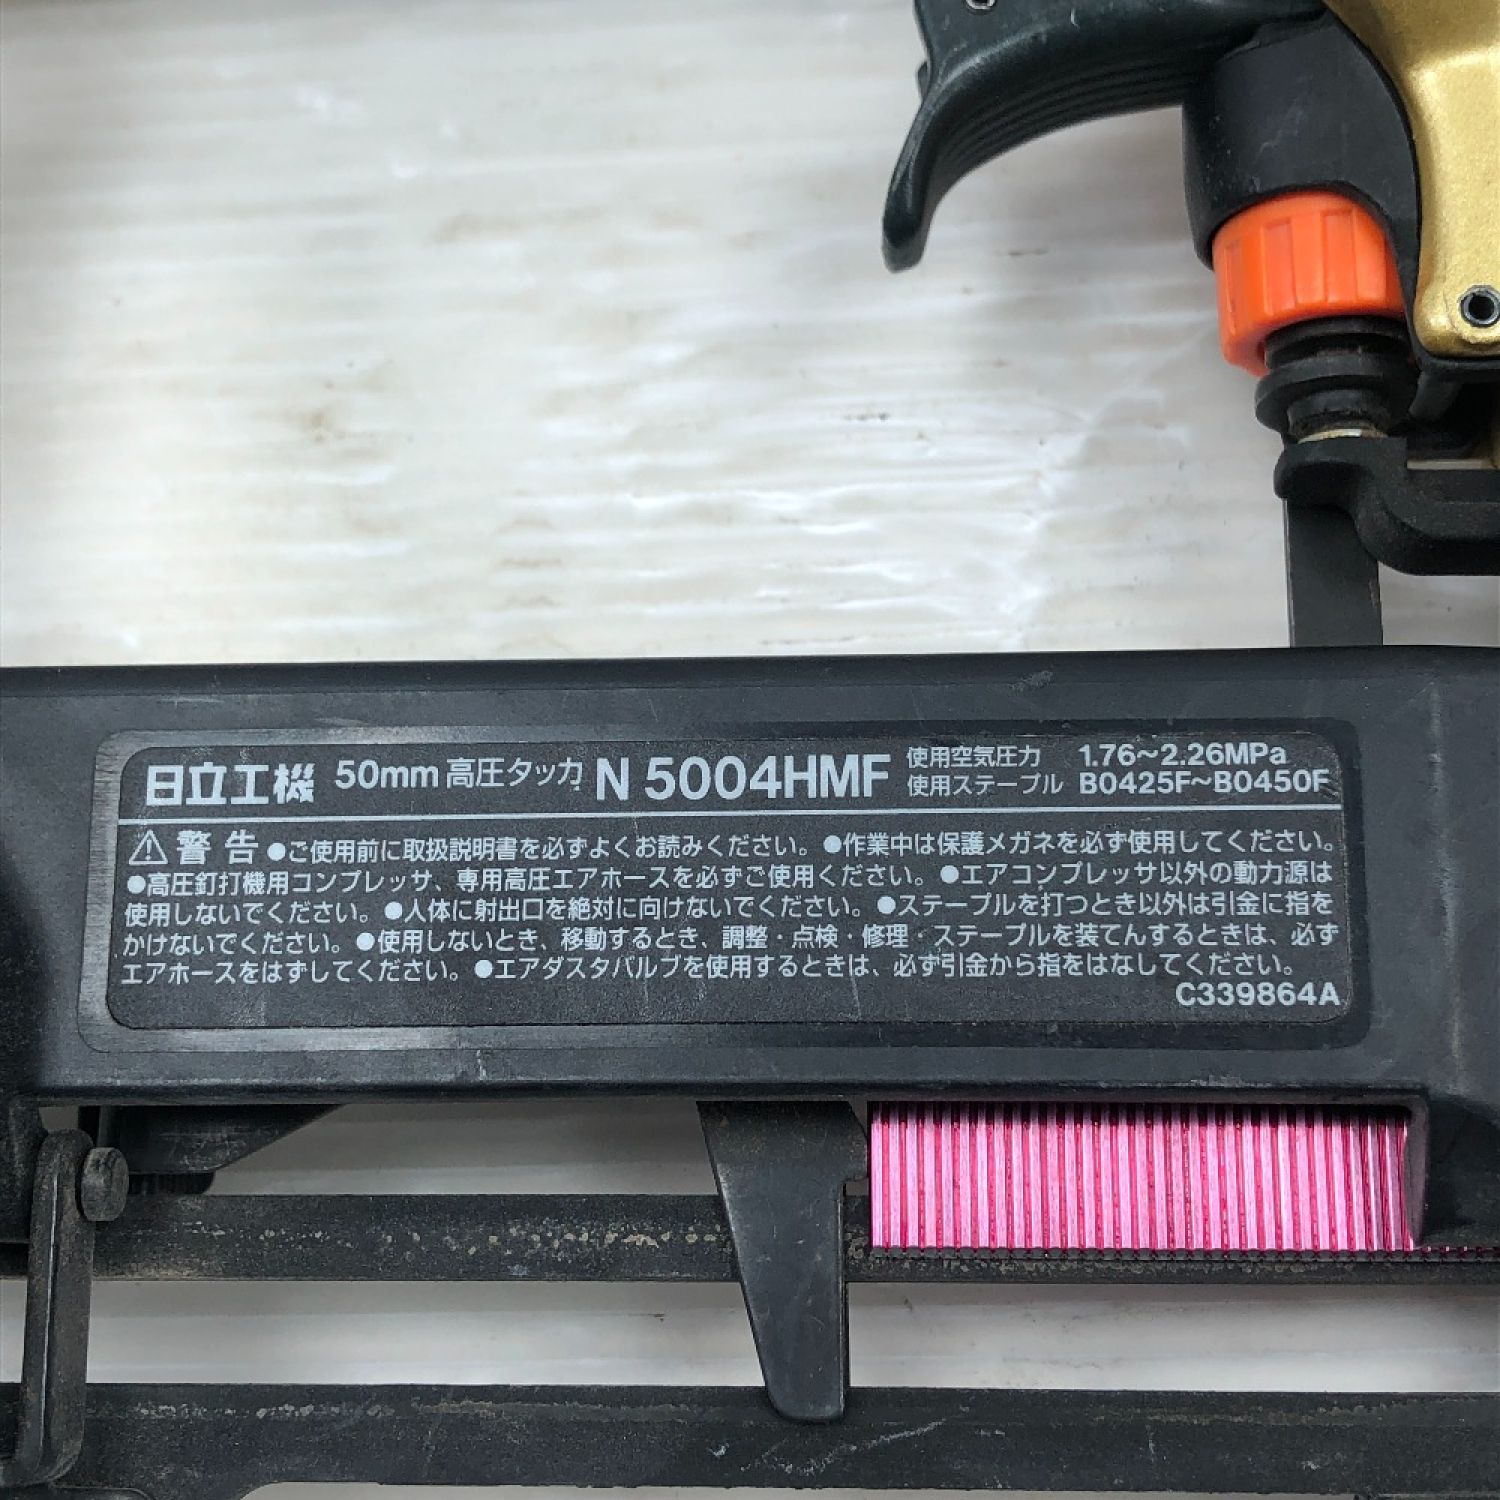 日立工機 50mm 高圧タッカ N 5004HMF 使用空気圧力 1.76~2.26MPa
使用ステープル B0425F~B0450F
⚠警告 ●ご使用前に取扱説明書を必ずよくお読みください。●作業中は保護メガネを必ず使用してください。
●高圧釘打機用コンプレッサ、専用高圧エアホースを必ずご使用ください。●エアコンプレッサ以外の動力源は
使用しないでください。●人体に射出口を絶対に向けないでください。●ステープルを打つとき以外は引金に指を
かけないでください。●使用しないとき、移動するとき、調整・点検・修理・ステープルを装てんするときは、必ず
エアホースをはずしてください。●エアダスタバルブを使用するときは、必ず引金から指をはなしてください。
C339864A